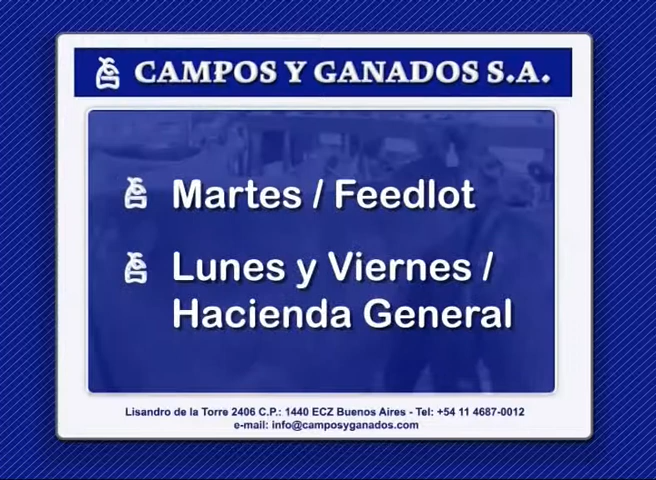 CAMPOS Y GANADOS S.A.
Martes / Feedlot
Lunes y Viernes /
Hacienda General
Lisandro de la Torre 2406 C.P.: 1440 ECZ Buenos Aires - Tel: +54 11 4687-0012
e-mail: info@camposyganados.com